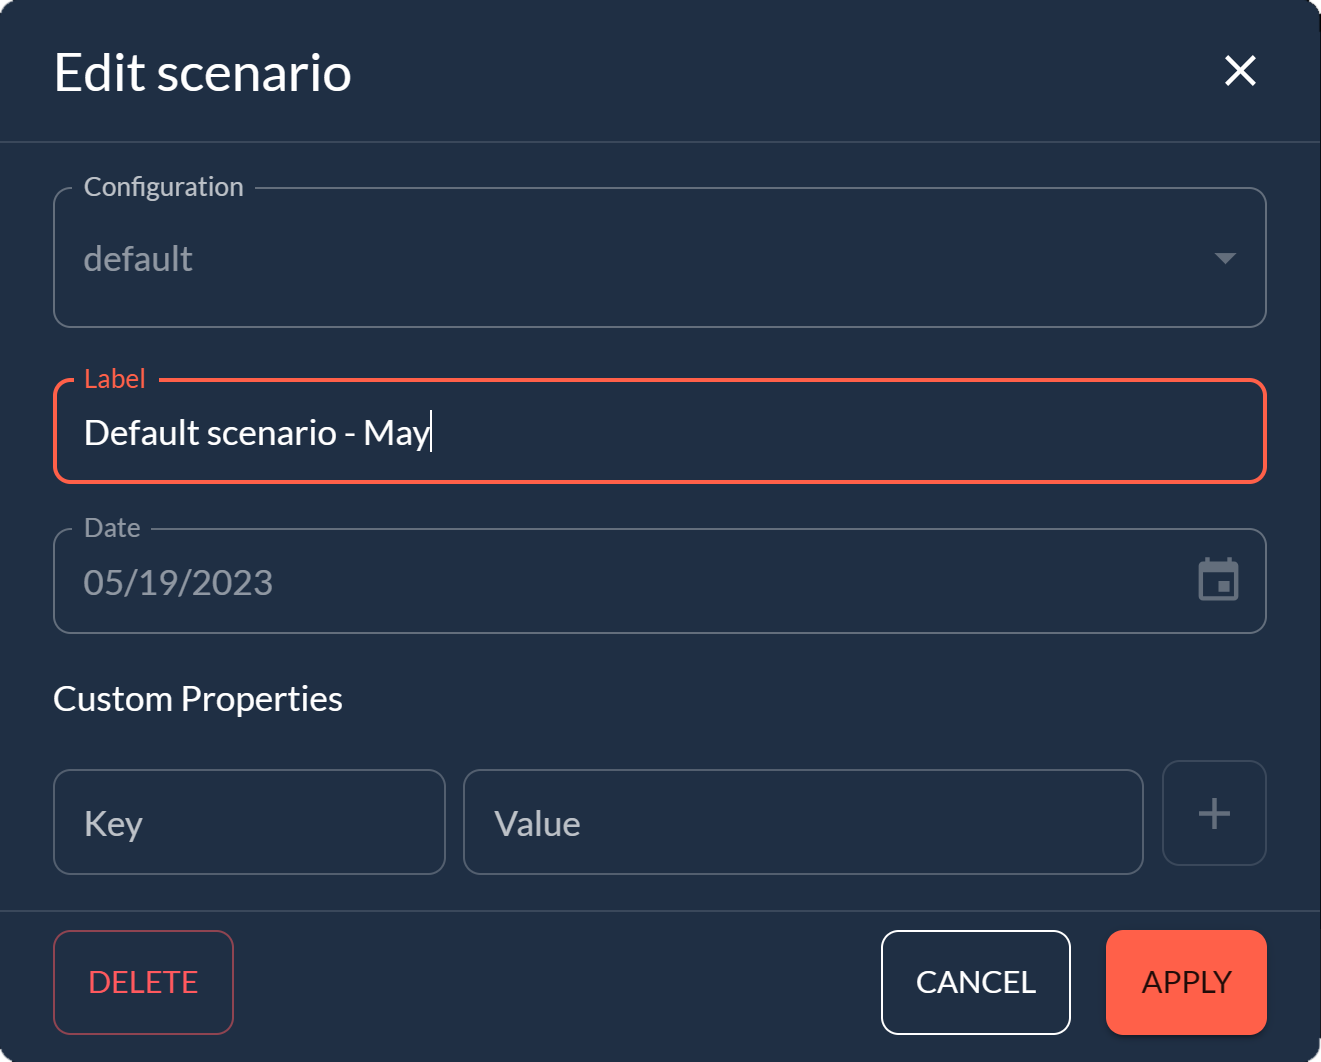 Edit scenario
Configuration
default
Label
Default scenario - May
Date
05/19/2023
Custom Properties
Key
Value
DELETE
CANCEL
APPLY